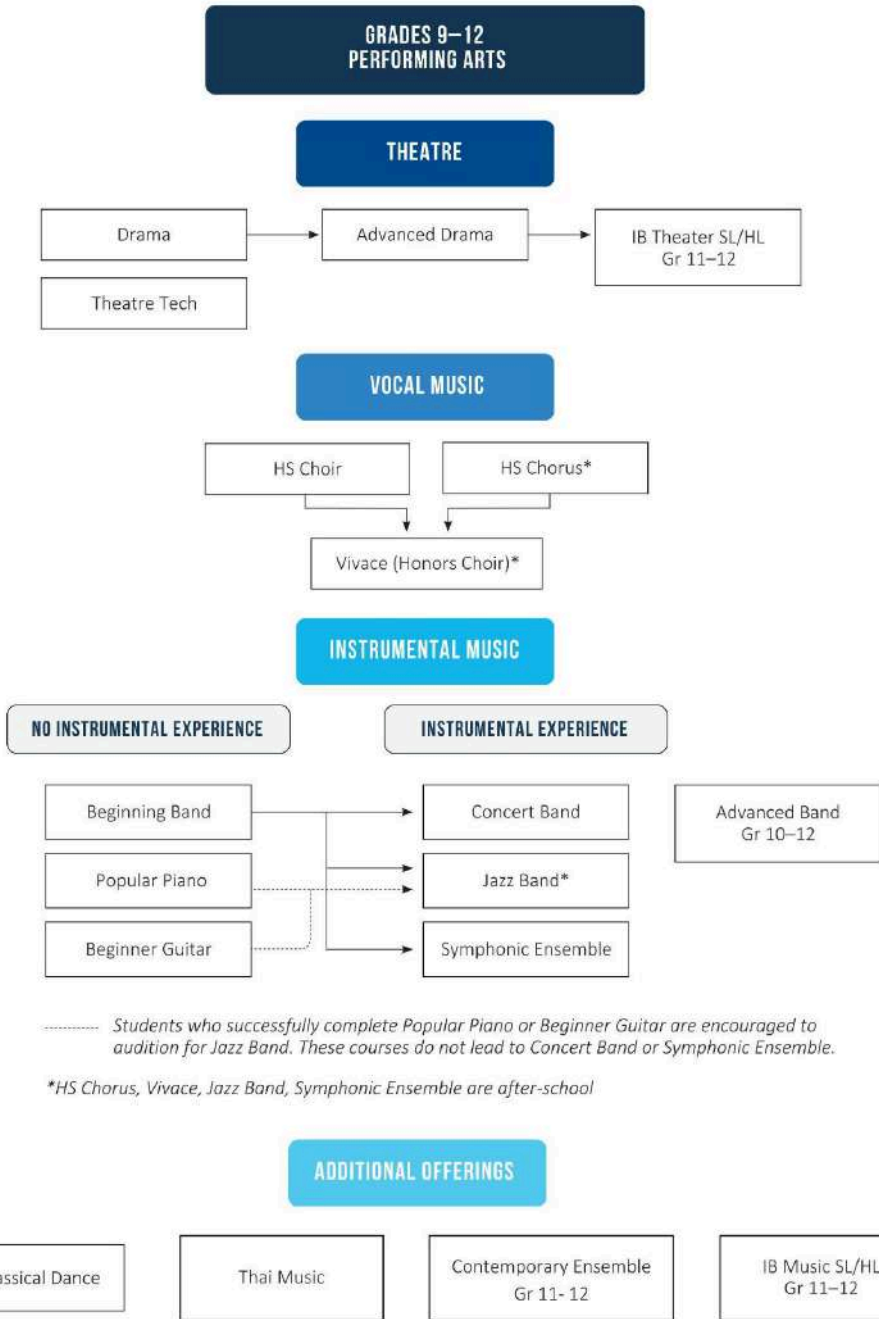 GRADES 9–12
PERFORMING ARTS
THEATRE
Drama
Advanced Drama
IB Theater SL/HL
Gr 11–12
Theatre Tech
VOCAL MUSIC
HS Choir
HS Chorus*
Vivace (Honors Choir)*
INSTRUMENTAL MUSIC
NO INSTRUMENTAL EXPERIENCE
INSTRUMENTAL EXPERIENCE
Beginning Band
Concert Band
Advanced Band
Gr 10–12
Popular Piano
Jazz Band*
Beginner Guitar
Symphonic Ensemble
Students who successfully complete Popular Piano or Beginner Guitar are encouraged to
audition for Jazz Band. These courses do not lead to Concert Band or Symphonic Ensemble.
*HS Chorus, Vivace, Jazz Band, Symphonic Ensemble are after-school
ADDITIONAL OFFERINGS
Dance
Thai Music
Contemporary Ensemble
Gr 11- 12
IB Music SL/HL
Gr 11–12